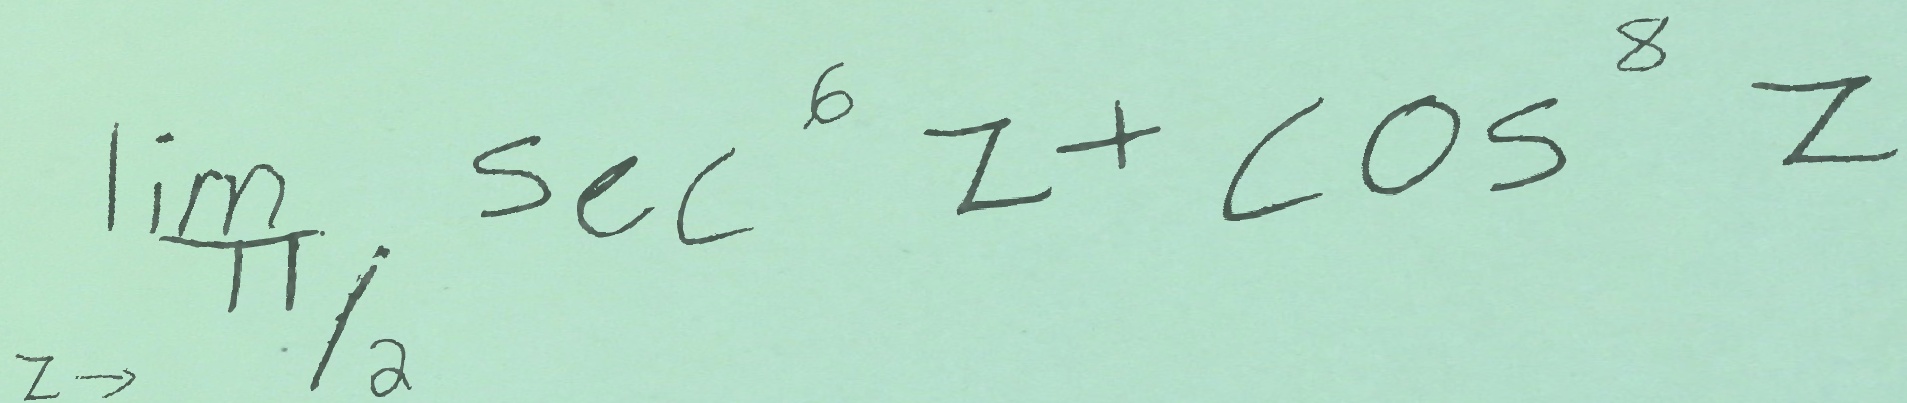 lim sec⁶ z + cos⁸ z
z → π/2